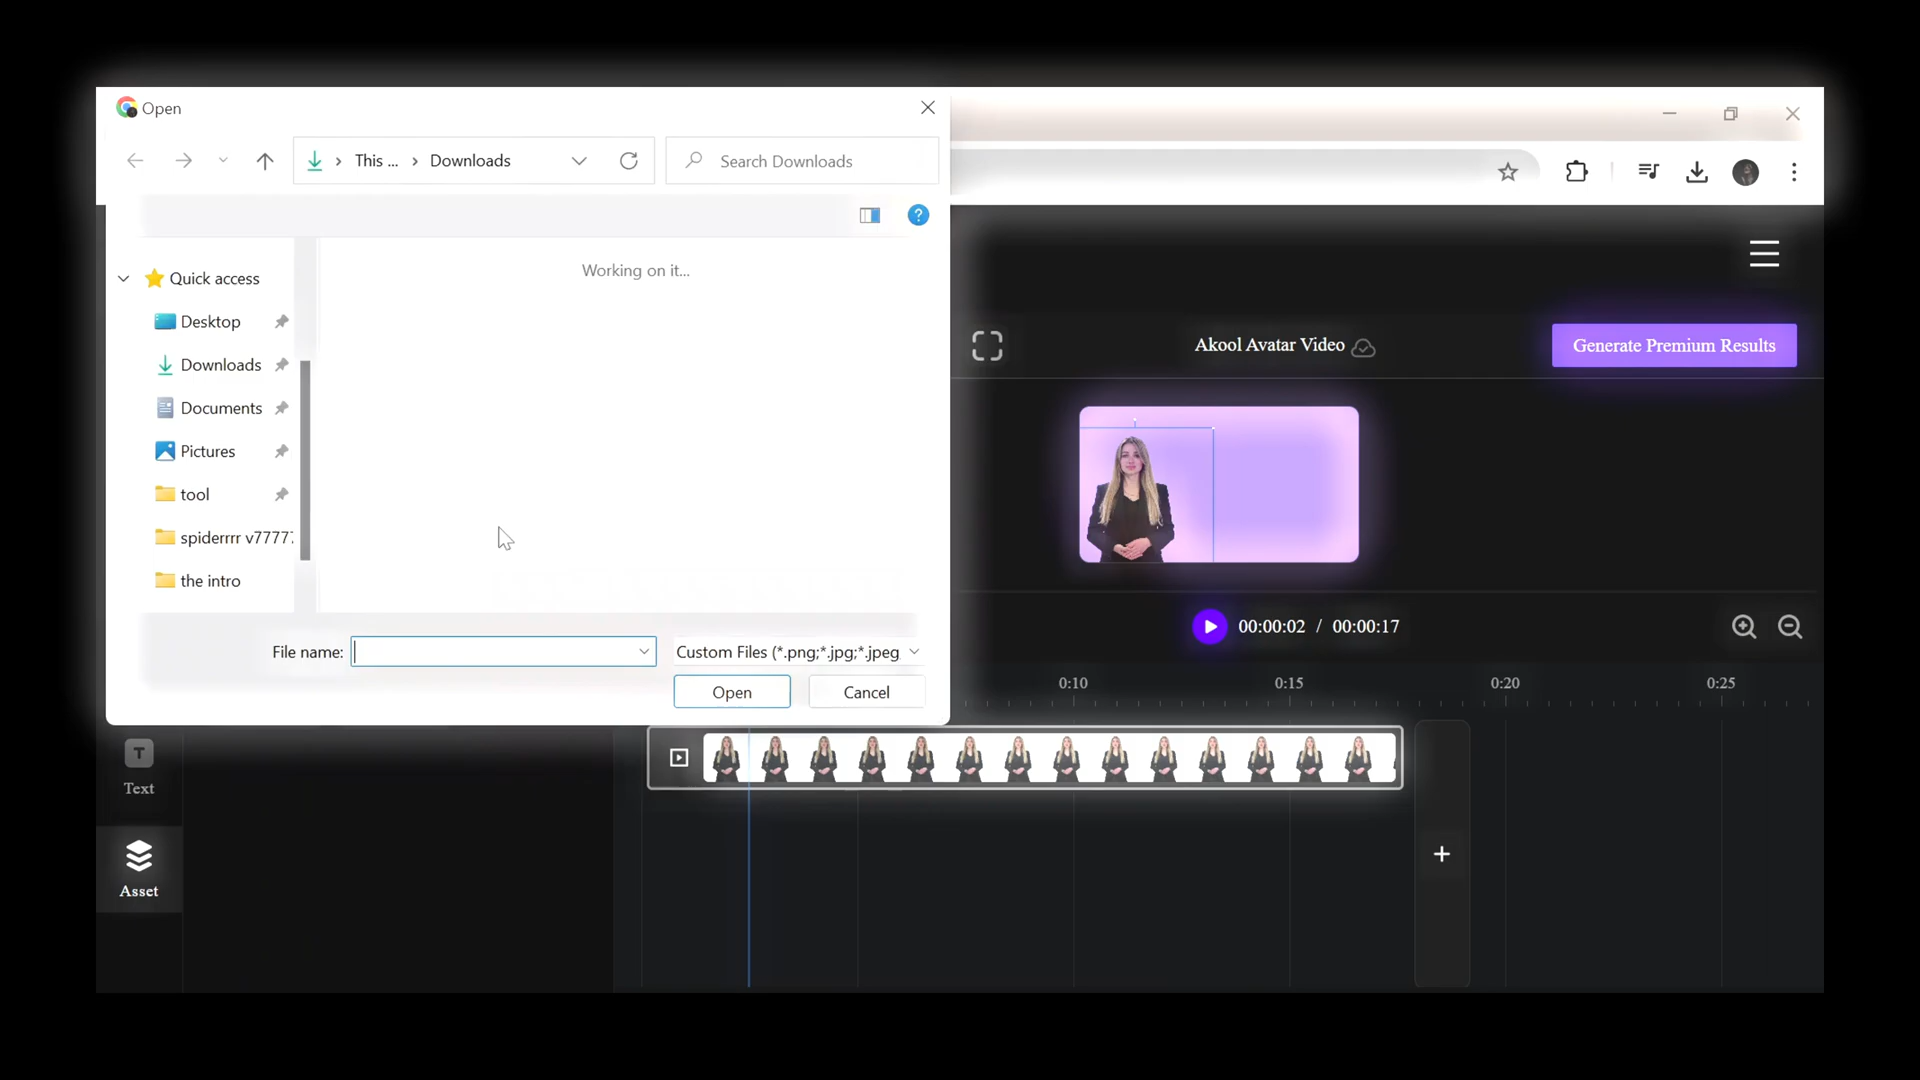 Open
This ... Downloads
Search Downloads
Quick access
Working on it...
Desktop
Downloads
Documents
Pictures
tool
spiderrrr v7777
the intro
File name:
Custom Files (*.png;*.jpg;*.jpeg
Open
Cancel
Akool Avatar Video
Generate Premium Results
00:00:02 / 00:00:17
0:10
0:15
0:20
0:25
T
Text
Asset